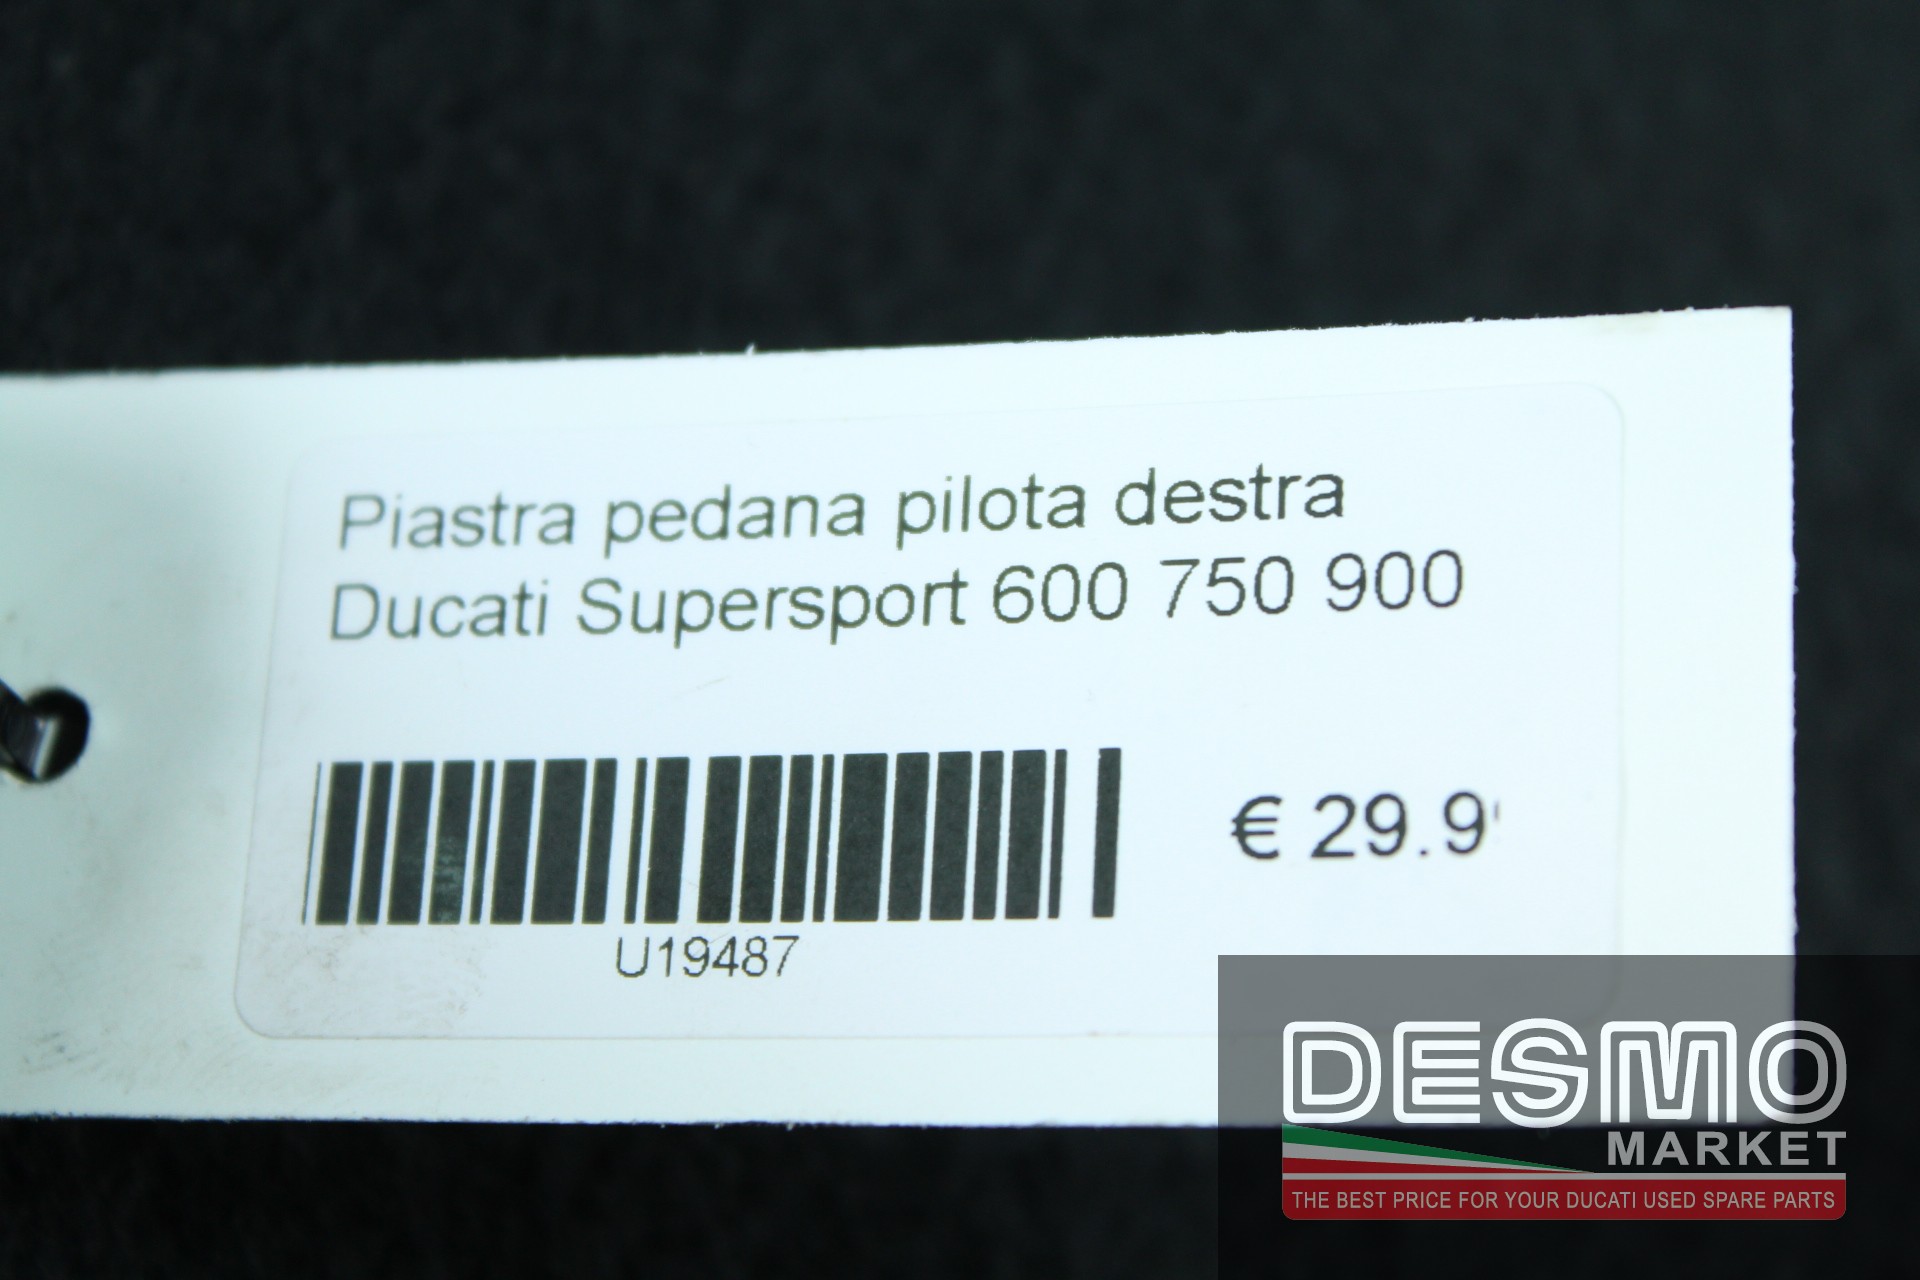 Piastra pedana pilota destra
Ducati Supersport 600 750 900
€ 29.9
U19487
DESMO
MARKET
THE BEST PRICE FOR YOUR DUCATI USED SPARE PARTS